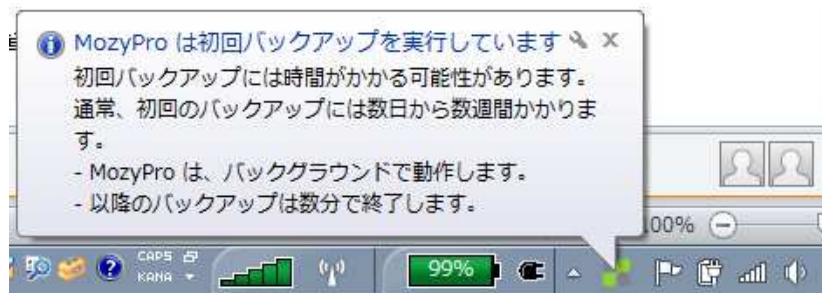 MozyPro は初回バックアップを実行しています
初回バックアップには時間がかかる可能性があります。
通常、初回のバックアップには数日から数週間かかりま
す。
- MozyPro は、バックグラウンドで動作します。
- 以降のバックアップは数分で終了します。
100%
CAPS
KANA
99%